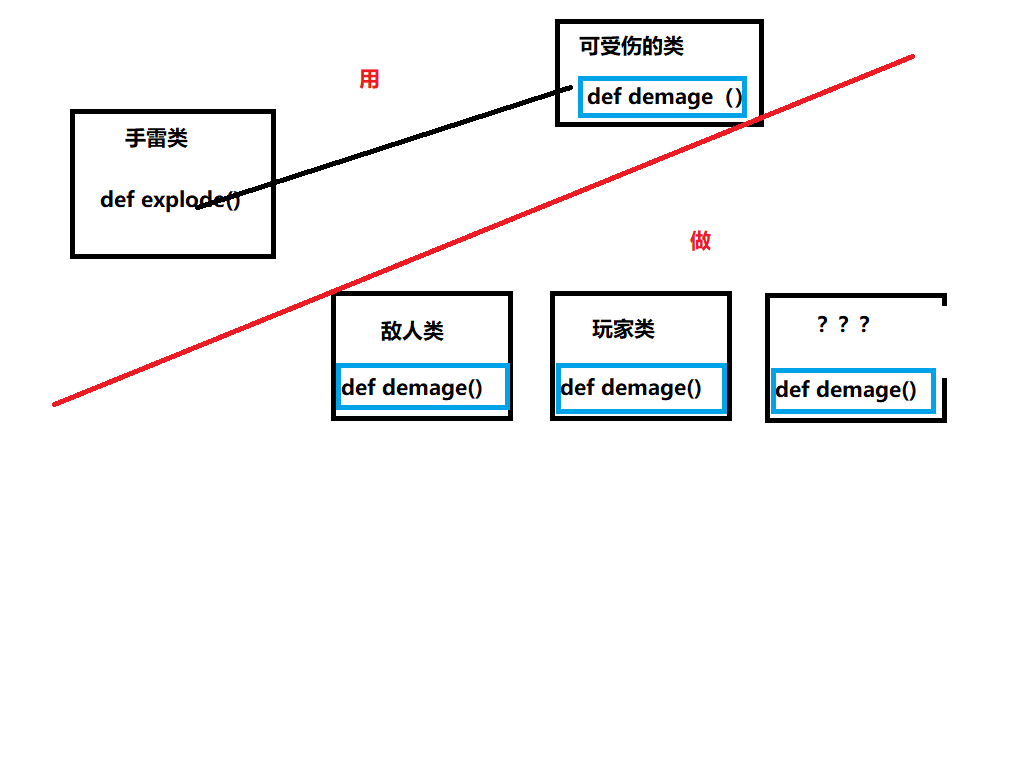 可受伤的类
def demage（）
用
手雷类
def explode()
做
敌人类
def demage()
玩家类
def demage()
？？？
def demage()